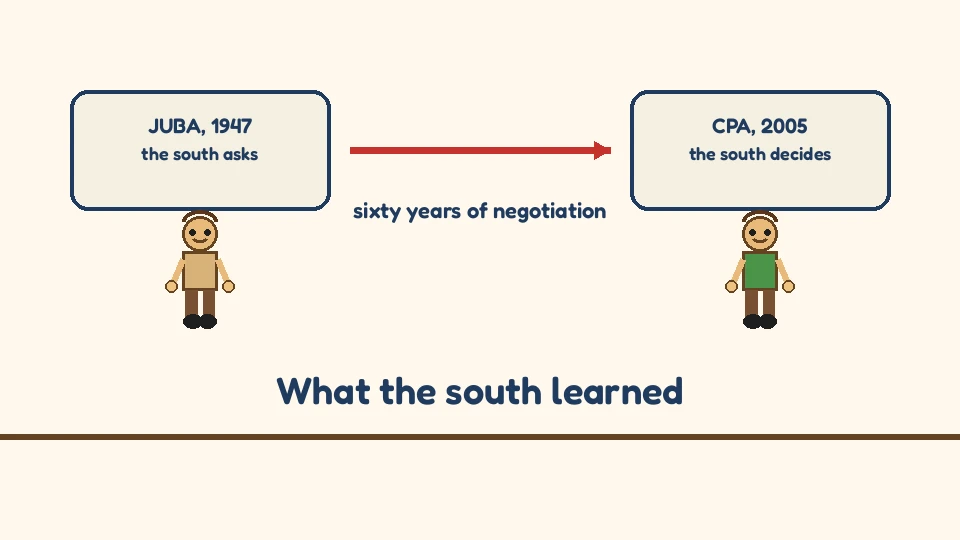 JUBA, 1947
the south asks
CPA, 2005
the south decides
sixty years of negotiation
What the south learned